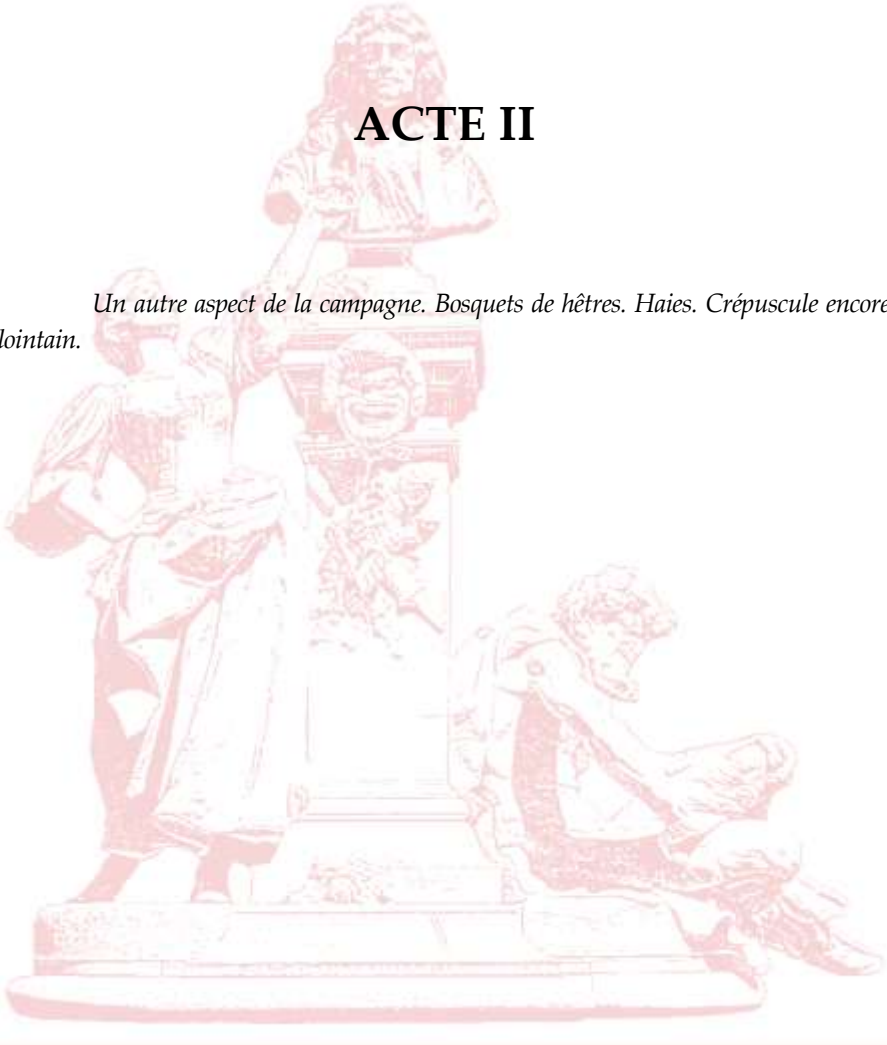 ACTE II
Un autre aspect de la campagne. Bosquets de hêtres. Haies. Crépuscule encore
lointain.